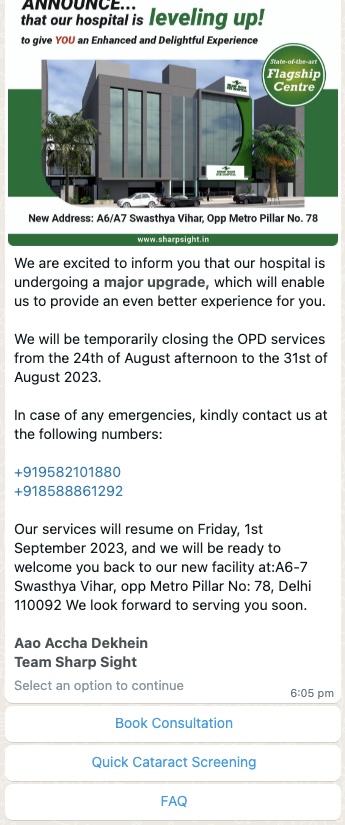 ANNOUNCE...
that our hospital is leveling up!
to give YOU an Enhanced and Delightful Experience
State-of-the-art
Flagship
Centre
New Address: A6/A7 Swasthya Vihar, Opp Metro Pillar No. 78
www.sharpsight.in
We are excited to inform you that our hospital is
undergoing a major upgrade, which will enable
us to provide an even better experience for you.
We will be temporarily closing the OPD services
from the 24th of August afternoon to the 31st of
August 2023.
In case of any emergencies, kindly contact us at
the following numbers:
+919582101880
+918588861292
Our services will resume on Friday, 1st
September 2023, and we will be ready to
welcome you back to our new facility at:A6-7
Swasthya Vihar, opp Metro Pillar No: 78, Delhi
110092 We look forward to serving you soon.
Aao Accha Dekhein
Team Sharp Sight
Select an option to continue
6:05 pm
Book Consultation
Quick Cataract Screening
FAQ